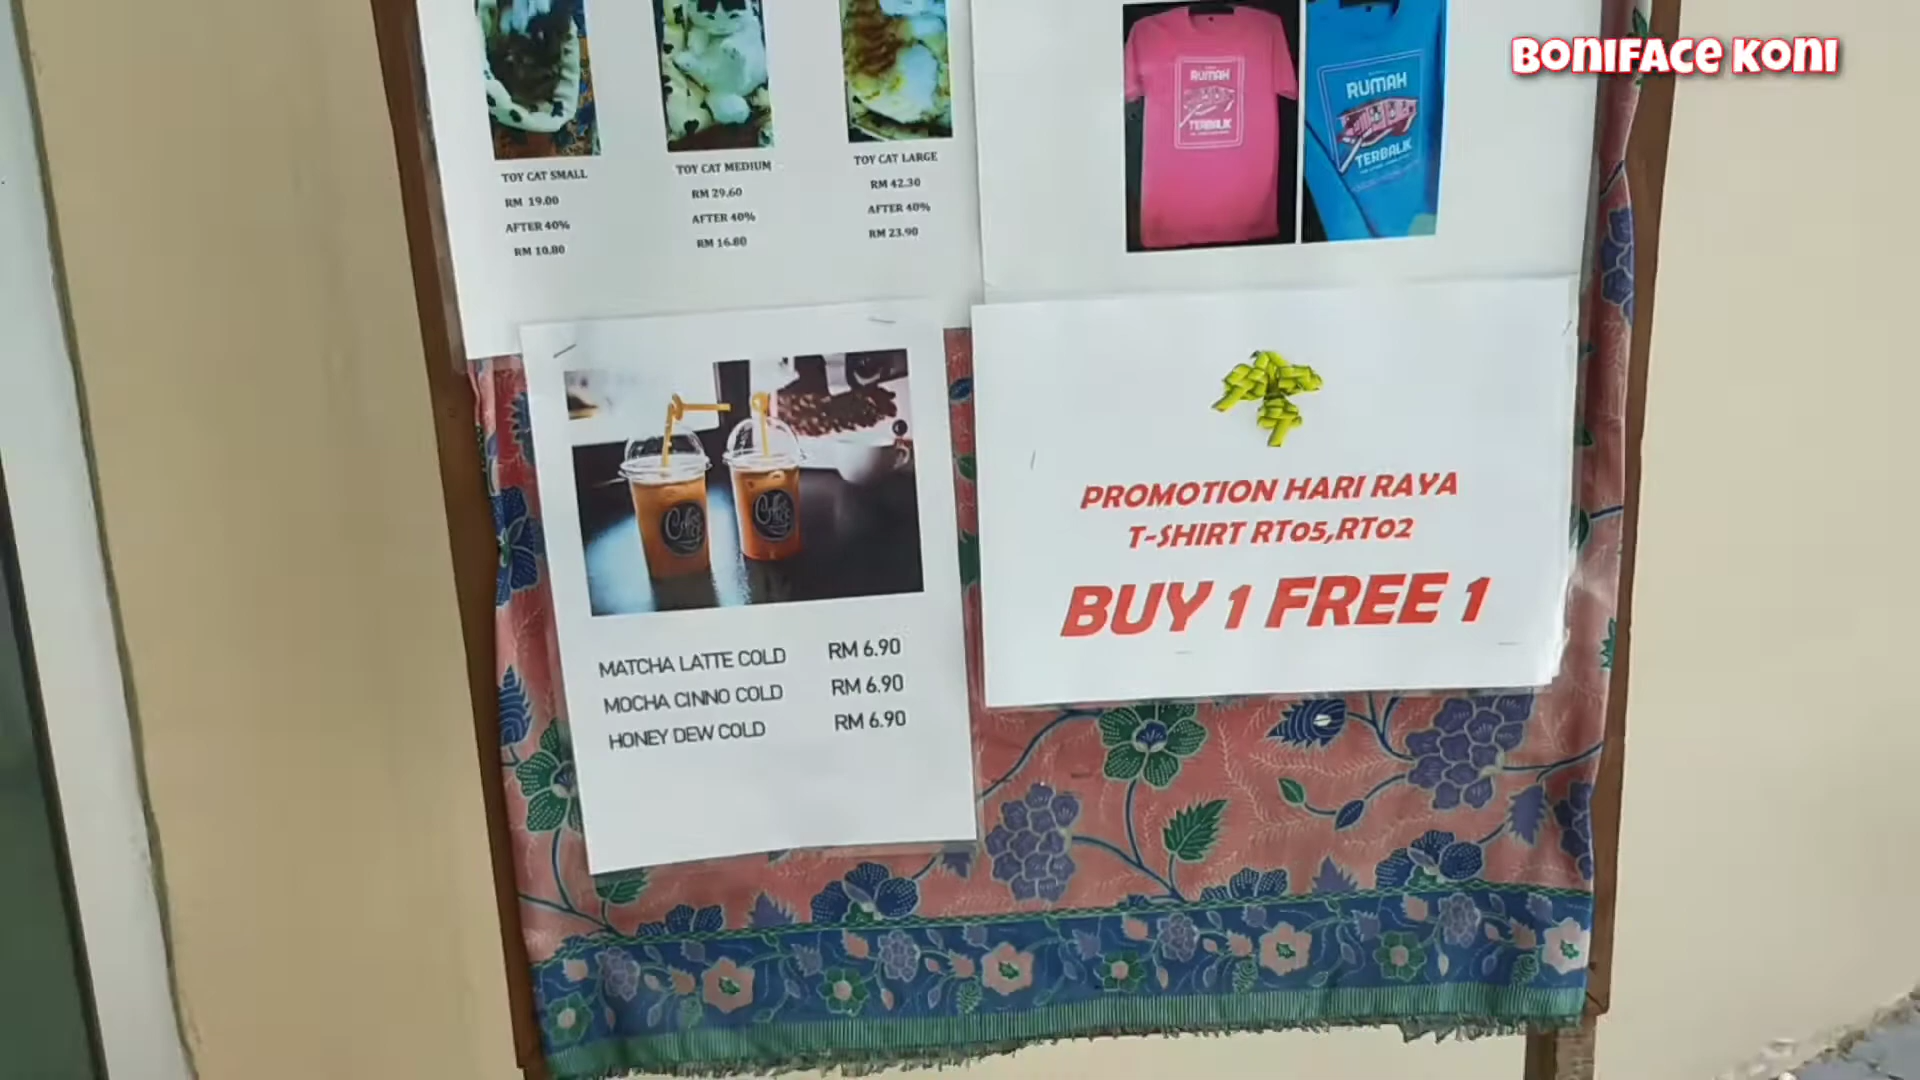 BONIFACE KONI
TOY CAT SMALL
RM 19.00
AFTER 40%
RM 10.80
TOY CAT MEDIUM
RM 29.60
AFTER 40%
RM 16.80
TOY CAT LARGE
RM 42.30
AFTER 40%
RM 23.90
RUMAH
TERBALIK
RUMAH
TERBALIK
Coffee
Coffee
MATCHA LATTE COLD RM 6.90
MOCHA CINNO COLD RM 6.90
HONEY DEW COLD RM 6.90
PROMOTION HARI RAYA
T-SHIRT RT05,RT02
BUY 1 FREE 1